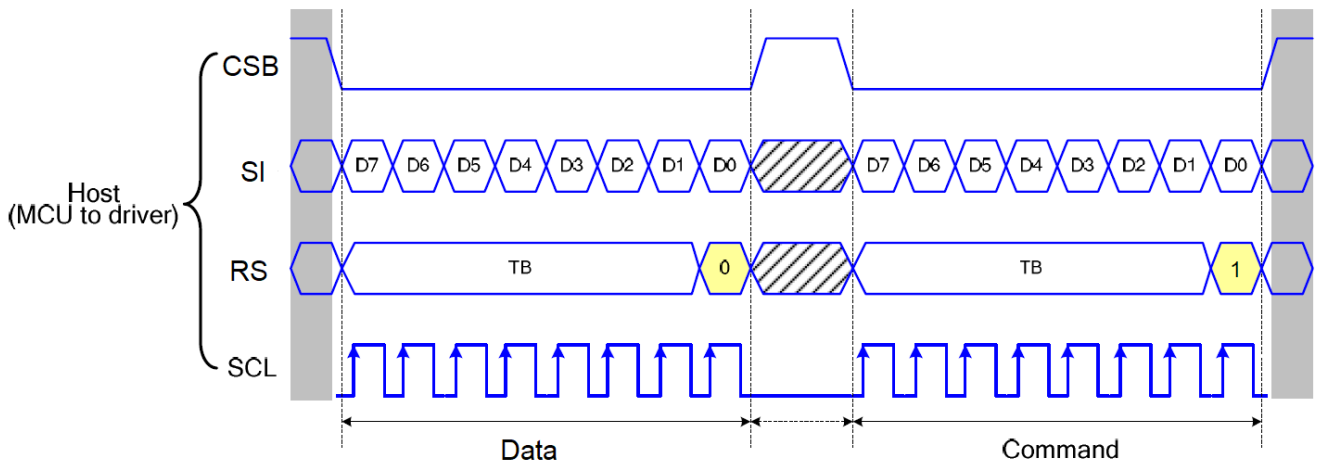 CSB
SI D7 D6 D5 D4 D3 D2 D1 D0 D7 D6 D5 D4 D3 D2 D1 D0
Host
(MCU to driver)
RS TB 0 TB 1
SCL
Data Command